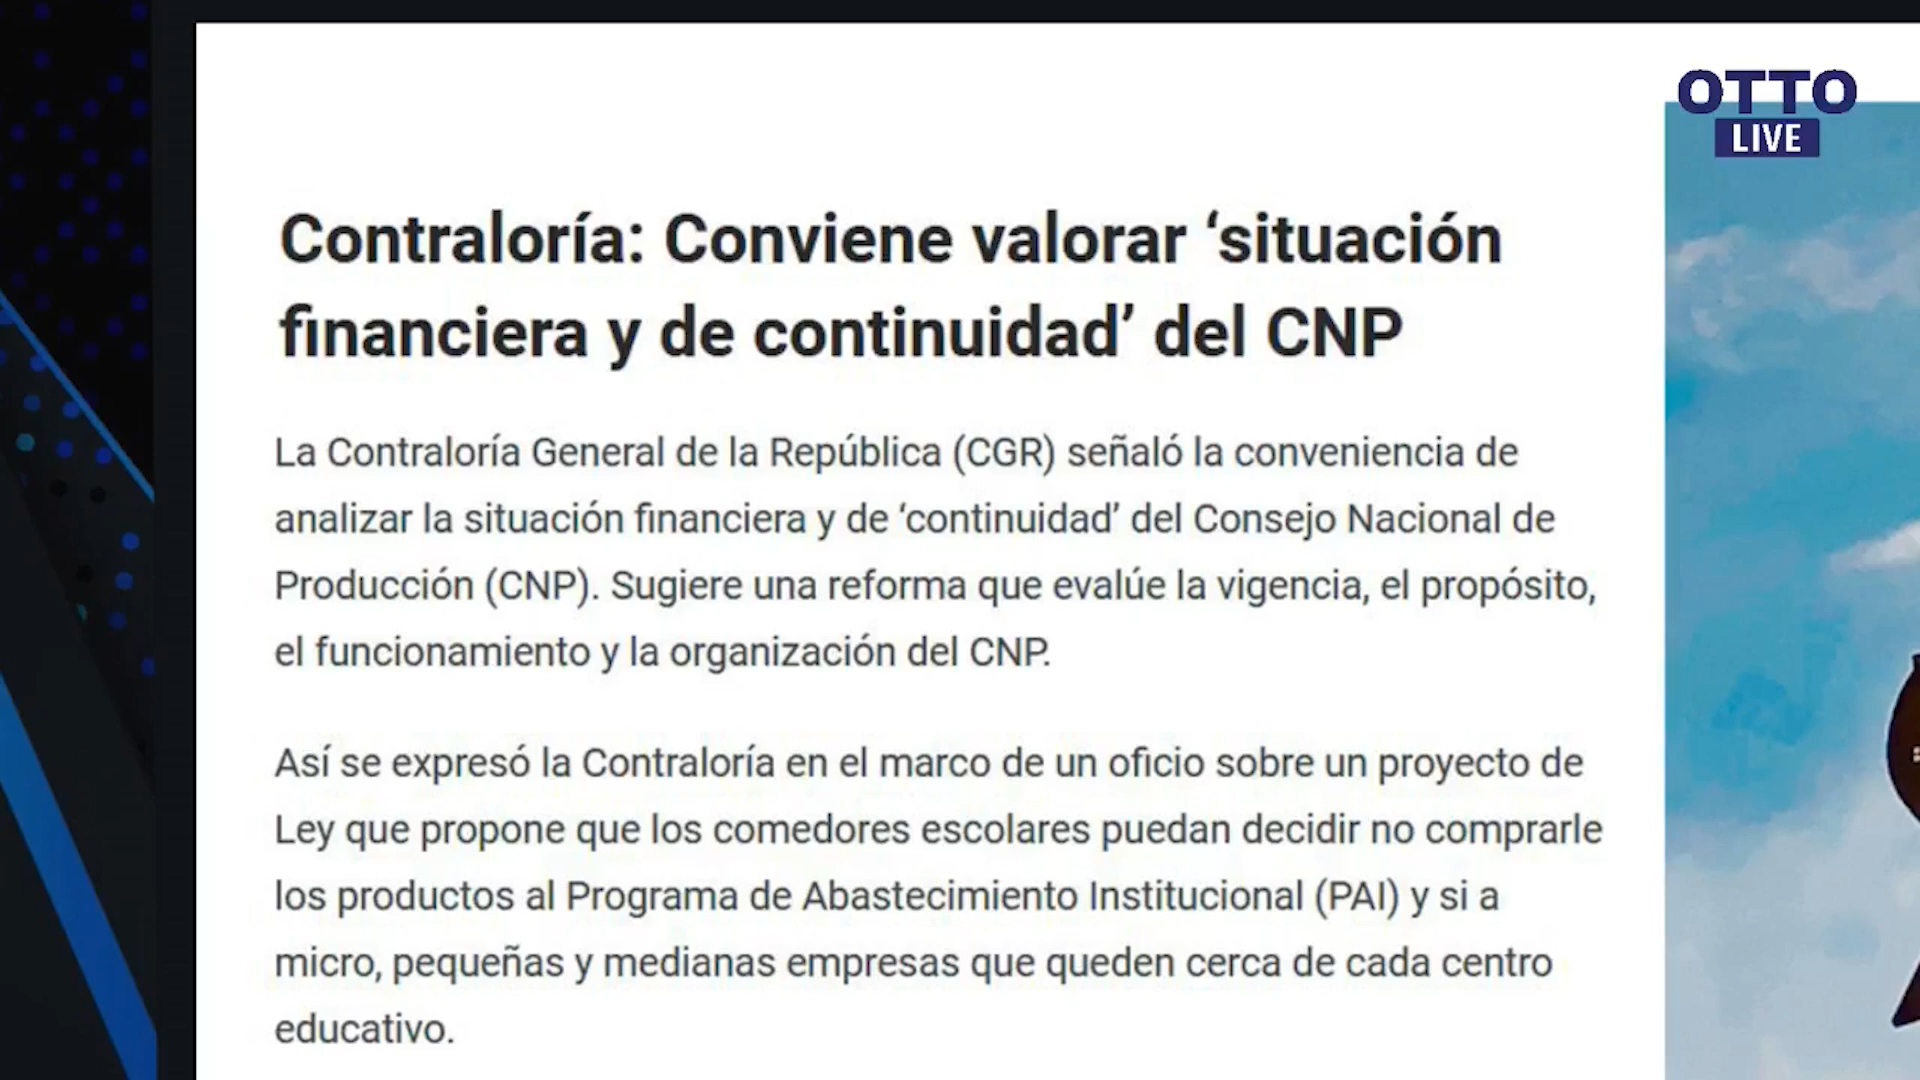 OTTO
LIVE
Contraloría: Conviene valorar ‘situación
financiera y de continuidad’ del CNP
La Contraloría General de la República (CGR) señaló la conveniencia de
analizar la situación financiera y de ‘continuidad’ del Consejo Nacional de
Producción (CNP). Sugiere una reforma que evalúe la vigencia, el propósito,
el funcionamiento y la organización del CNP.
Así se expresó la Contraloría en el marco de un oficio sobre un proyecto de
Ley que propone que los comedores escolares puedan decidir no comprarle
los productos al Programa de Abastecimiento Institucional (PAI) y si a
micro, pequeñas y medianas empresas que queden cerca de cada centro
educativo.